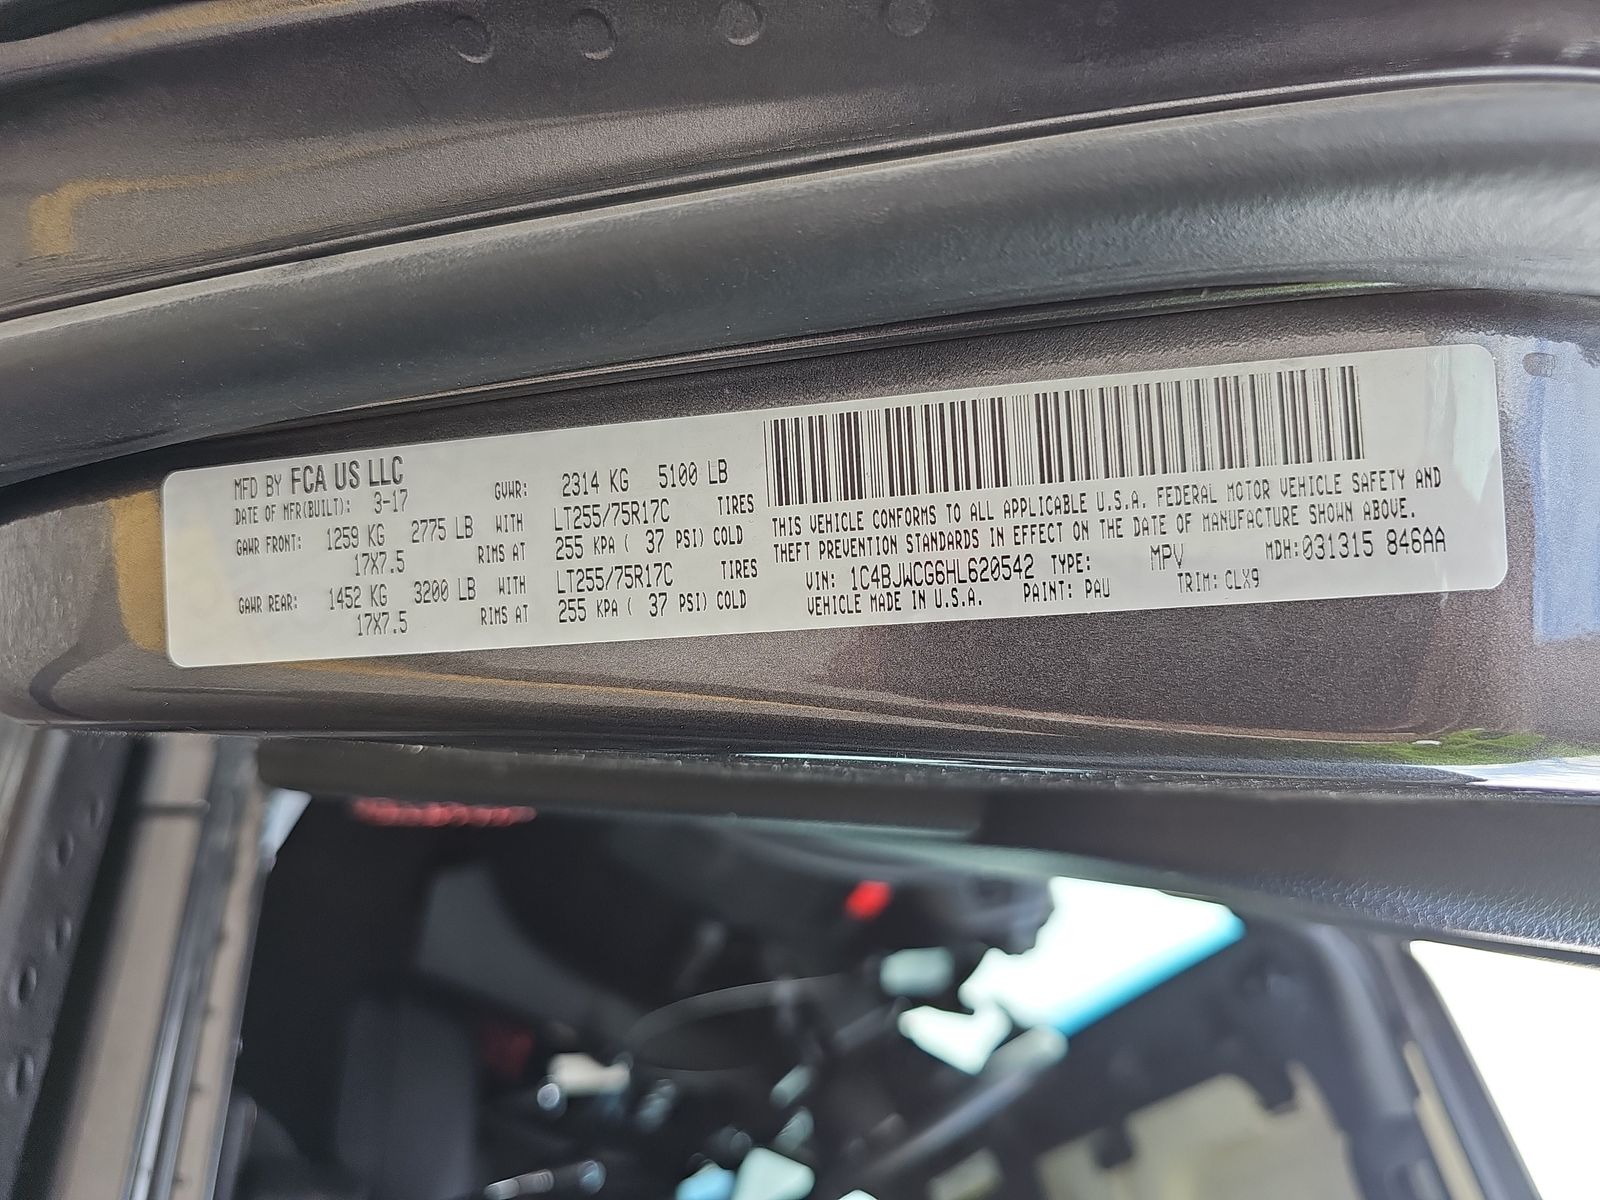 MFD BY FCA US LLC
DATE OF MFR(BUILT): 3-17 GVWR: 2314 KG 5100 LB
GAWR FRONT: 1259 KG 2775 LB WITH LT255/75R17C TIRES
17X7.5 RIMS AT 255 KPA ( 37 PSI) COLD
GAWR REAR: 1452 KG 3200 LB WITH LT255/75R17C TIRES
17X7.5 RIMS AT 255 KPA ( 37 PSI) COLD
THIS VEHICLE CONFORMS TO ALL APPLICABLE U.S.A. FEDERAL MOTOR VEHICLE SAFETY AND
THEFT PREVENTION STANDARDS IN EFFECT ON THE DATE OF MANUFACTURE SHOWN ABOVE.
VIN: 1C4BJWCG6HL620542 TYPE: MPV MDH:031315 846AA
VEHICLE MADE IN U.S.A. PAINT: PAU TRIM: CLX9